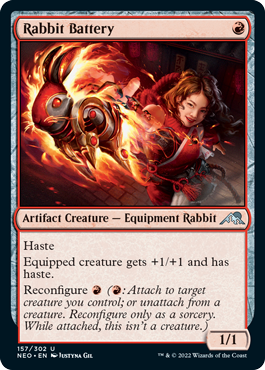 Rabbit Battery
Artifact Creature — Equipment Rabbit
Haste
Equipped creature gets +1/+1 and has
haste.
Reconfigure (: Attach to target
creature you control; or unattach from a
creature. Reconfigure only as a sorcery.
While attached, this isn't a creature.)
1/1
157/302 U
NEO • EN Justyna Gil
™ & © 2022 Wizards of the Coast